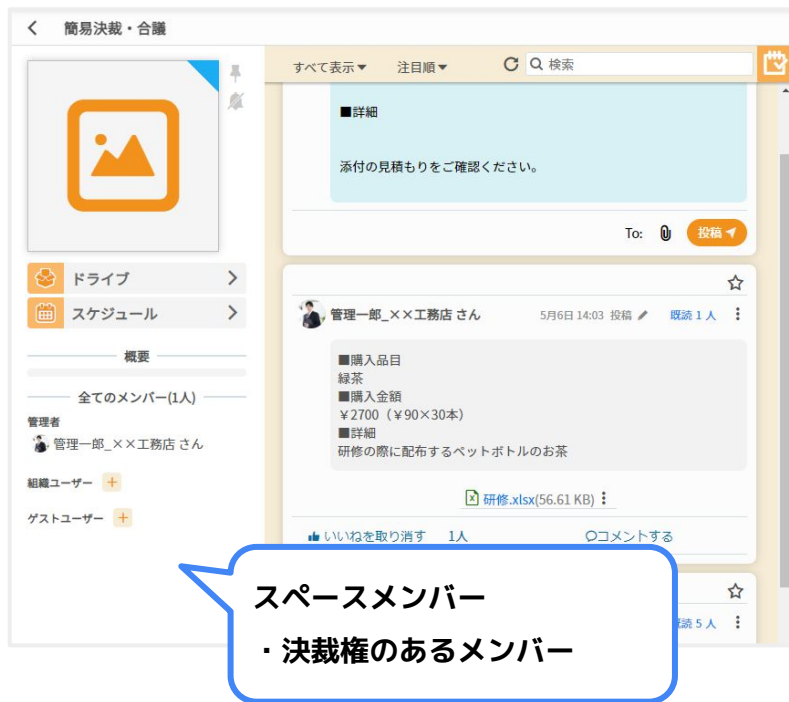 簡易決裁・合議
すべて表示▼ 注目順▼ 検索
■詳細
添付の見積もりをご確認ください。
To: 投稿
ドライブ
スケジュール
概要
全てのメンバー(1人)
管理者
管理一郎_××工務店 さん
組織ユーザー +
ゲストユーザー +
管理一郎_××工務店 さん 5月6日 14:03 投稿 既読 1 人
■購入品目
緑茶
■購入金額
￥2700（￥90×30本）
■詳細
研修の際に配布するペットボトルのお茶
研修.xlsx(56.61 KB)
いいねを取り消す 1人 コメントする
5 人
スペースメンバー
・決裁権のあるメンバー